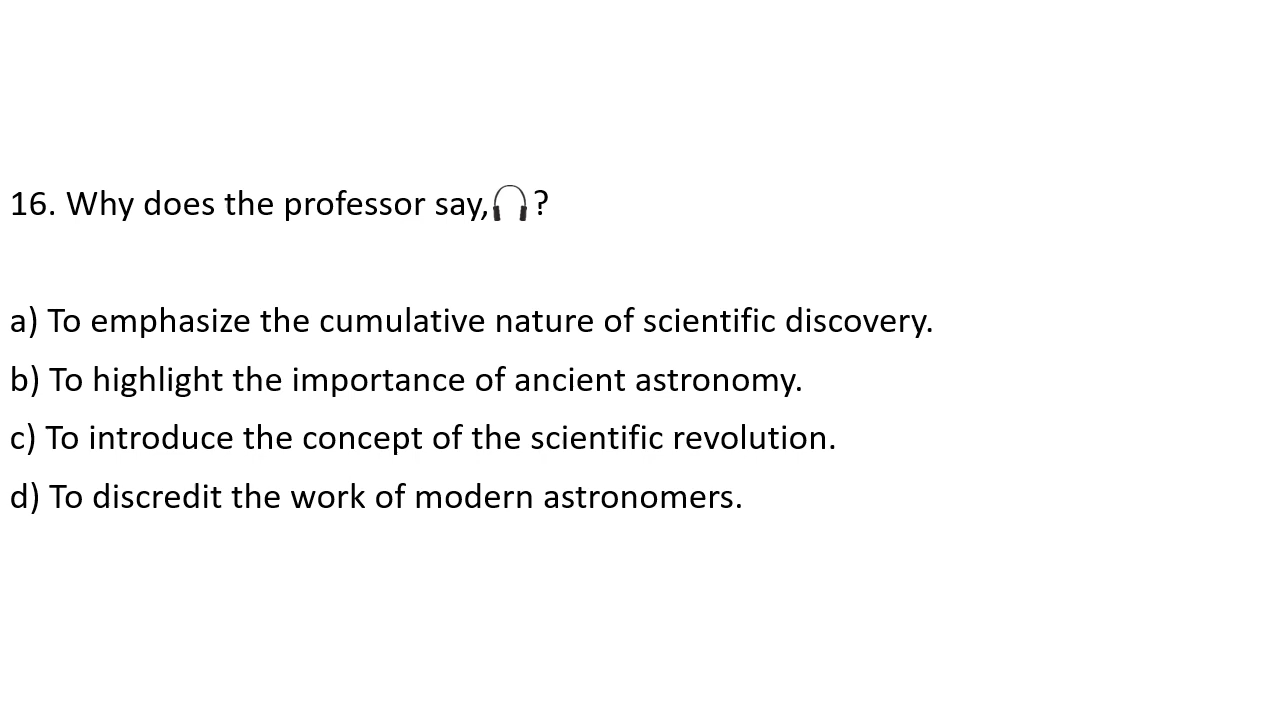 16. Why does the professor say,🎧?
a) To emphasize the cumulative nature of scientific discovery.
b) To highlight the importance of ancient astronomy.
c) To introduce the concept of the scientific revolution.
d) To discredit the work of modern astronomers.